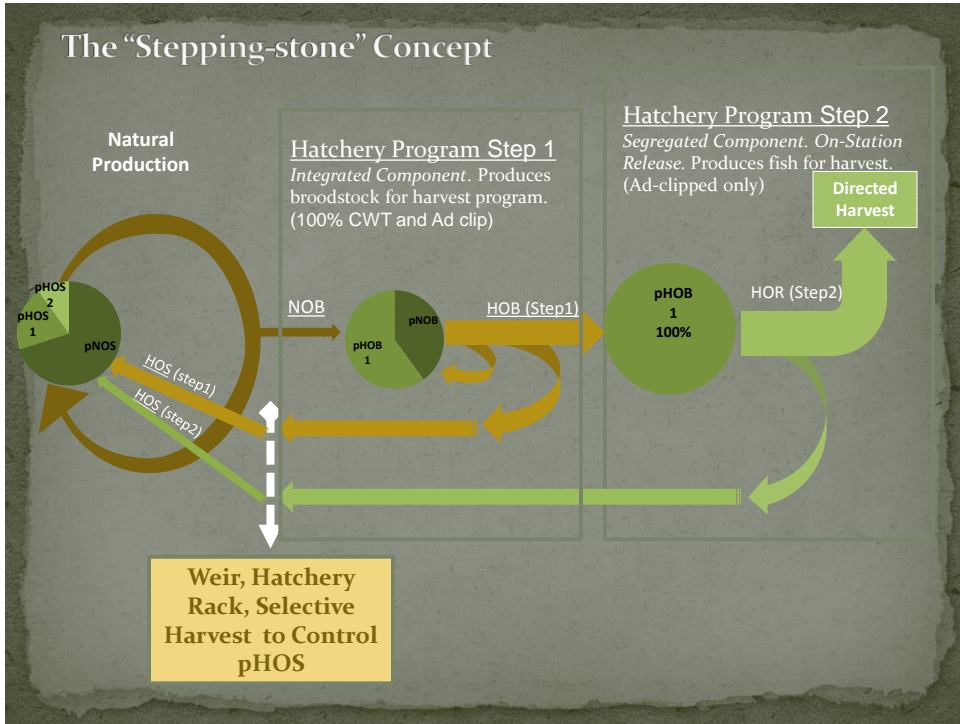 The “Stepping-stone” Concept
Natural
Production
Hatchery Program Step 1
Integrated Component. Produces
broodstock for harvest program.
(100% CWT and Ad clip)
Hatchery Program Step 2
Segregated Component. On-Station
Release. Produces fish for harvest.
(Ad-clipped only)
Directed
Harvest
pHOS
2
pHOS
1
pNOS
NOB
pNOB
pHOB
1
HOB (Step1)
pHOB
1
100%
HOR (Step2)
HOS (step1)
HOS (step2)
Weir, Hatchery
Rack, Selective
Harvest to Control
pHOS